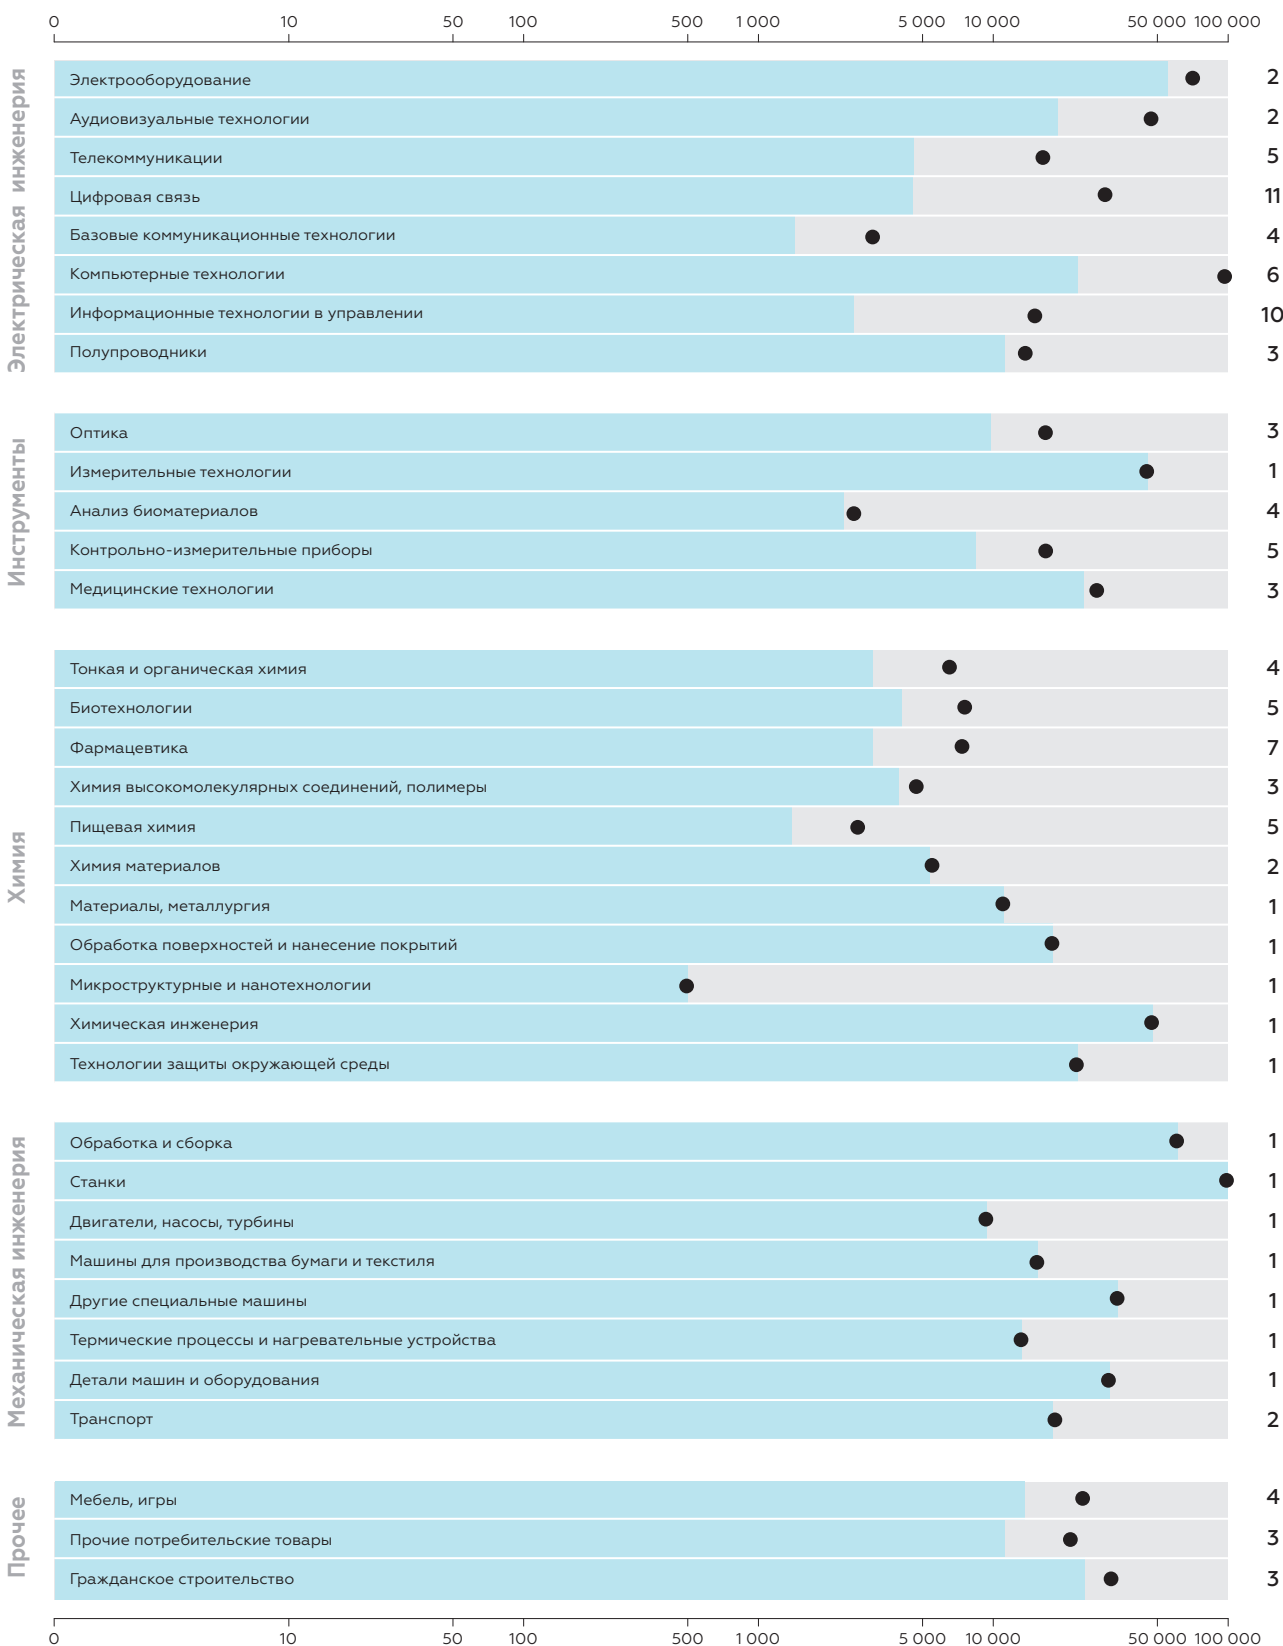 0 10 50 100 500 1 000 5 000 10 000 50 000 100 000
Электрическая инженерия
Электрооборудование 2
Аудиовизуальные технологии 2
Телекоммуникации 5
Цифровая связь 11
Базовые коммуникационные технологии 4
Компьютерные технологии 6
Информационные технологии в управлении 10
Полупроводники 3
Инструменты
Оптика 3
Измерительные технологии 1
Анализ биоматериалов 4
Контрольно-измерительные приборы 5
Медицинские технологии 3
Химия
Тонкая и органическая химия 4
Биотехнологии 5
Фармацевтика 7
Химия высокомолекулярных соединений, полимеры 3
Пищевая химия 5
Химия материалов 2
Материалы, металлургия 1
Обработка поверхностей и нанесение покрытий 1
Микроструктурные и нанотехнологии 1
Химическая инженерия 1
Технологии защиты окружающей среды 1
Механическая инженерия
Обработка и сборка 1
Станки 1
Двигатели, насосы, турбины 1
Машины для производства бумаги и текстиля 1
Другие специальные машины 1
Термические процессы и нагревательные устройства 1
Детали машин и оборудования 1
Транспорт 2
Прочее
Мебель, игры 4
Прочие потребительские товары 3
Гражданское строительство 3
0 10 50 100 500 1 000 5 000 10 000 50 000 100 000